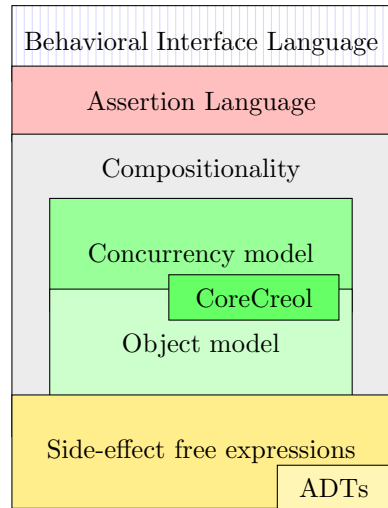 Behavioral Interface Language
Assertion Language
Compositionality
Concurrency model
CoreCreol
Object model
Side-effect free expressions
ADTs